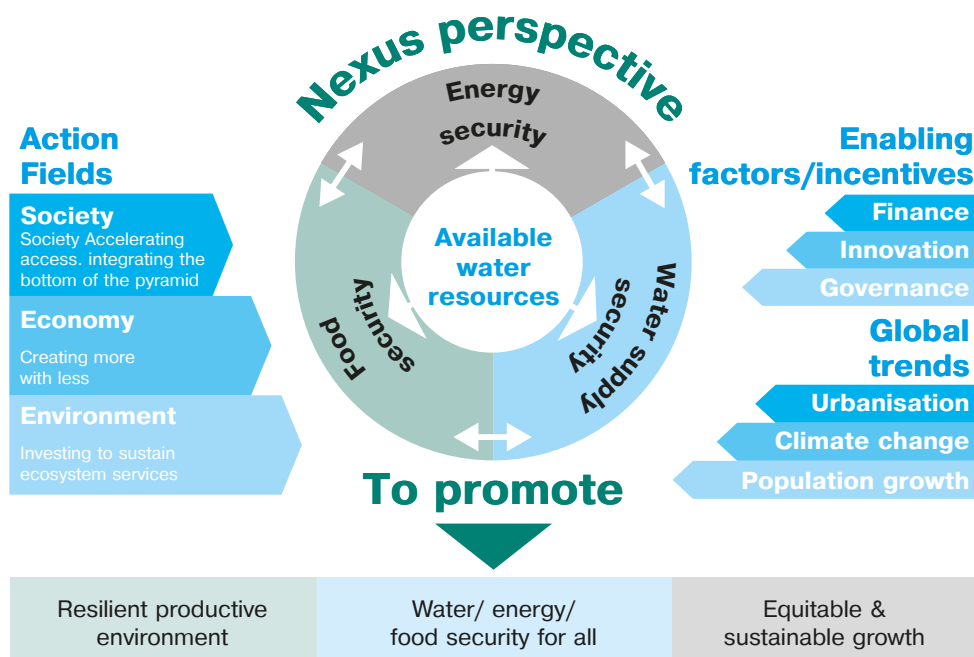 Nexus perspective
Energy
security
Food
security
Water supply
security
Available
water
resources
Action
Fields
Society
Society Accelerating
access. integrating the
bottom of the pyramid
Economy
Creating more
with less
Environment
Investing to sustain
ecosystem services
Enabling
factors/incentives
Finance
Innovation
Governance
Global
trends
Urbanisation
Climate change
Population growth
To promote
Resilient productive
environment
Water/ energy/
food security for all
Equitable &
sustainable growth